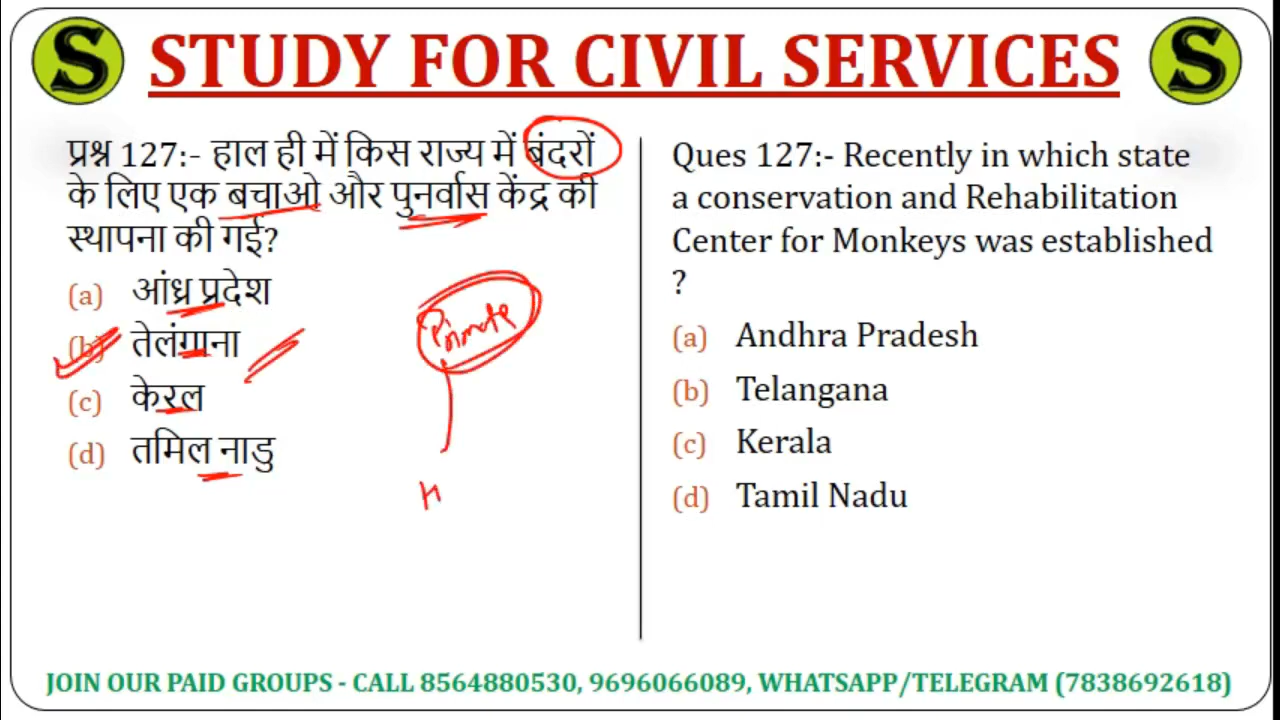 S STUDY FOR CIVIL SERVICES S
प्रश्न 127:- हाल ही में किस राज्य में बंदरों
के लिए एक बचाओ और पुनर्वास केंद्र की
स्थापना की गई?
(a) आंध्र प्रदेश
(b) तेलंगाना
(c) केरल
(d) तमिल नाडु
Primate
H
Ques 127:- Recently in which state
a conservation and Rehabilitation
Center for Monkeys was established
?
(a) Andhra Pradesh
(b) Telangana
(c) Kerala
(d) Tamil Nadu
JOIN OUR PAID GROUPS - CALL 8564880530, 9696066089, WHATSAPP/TELEGRAM (7838692618)